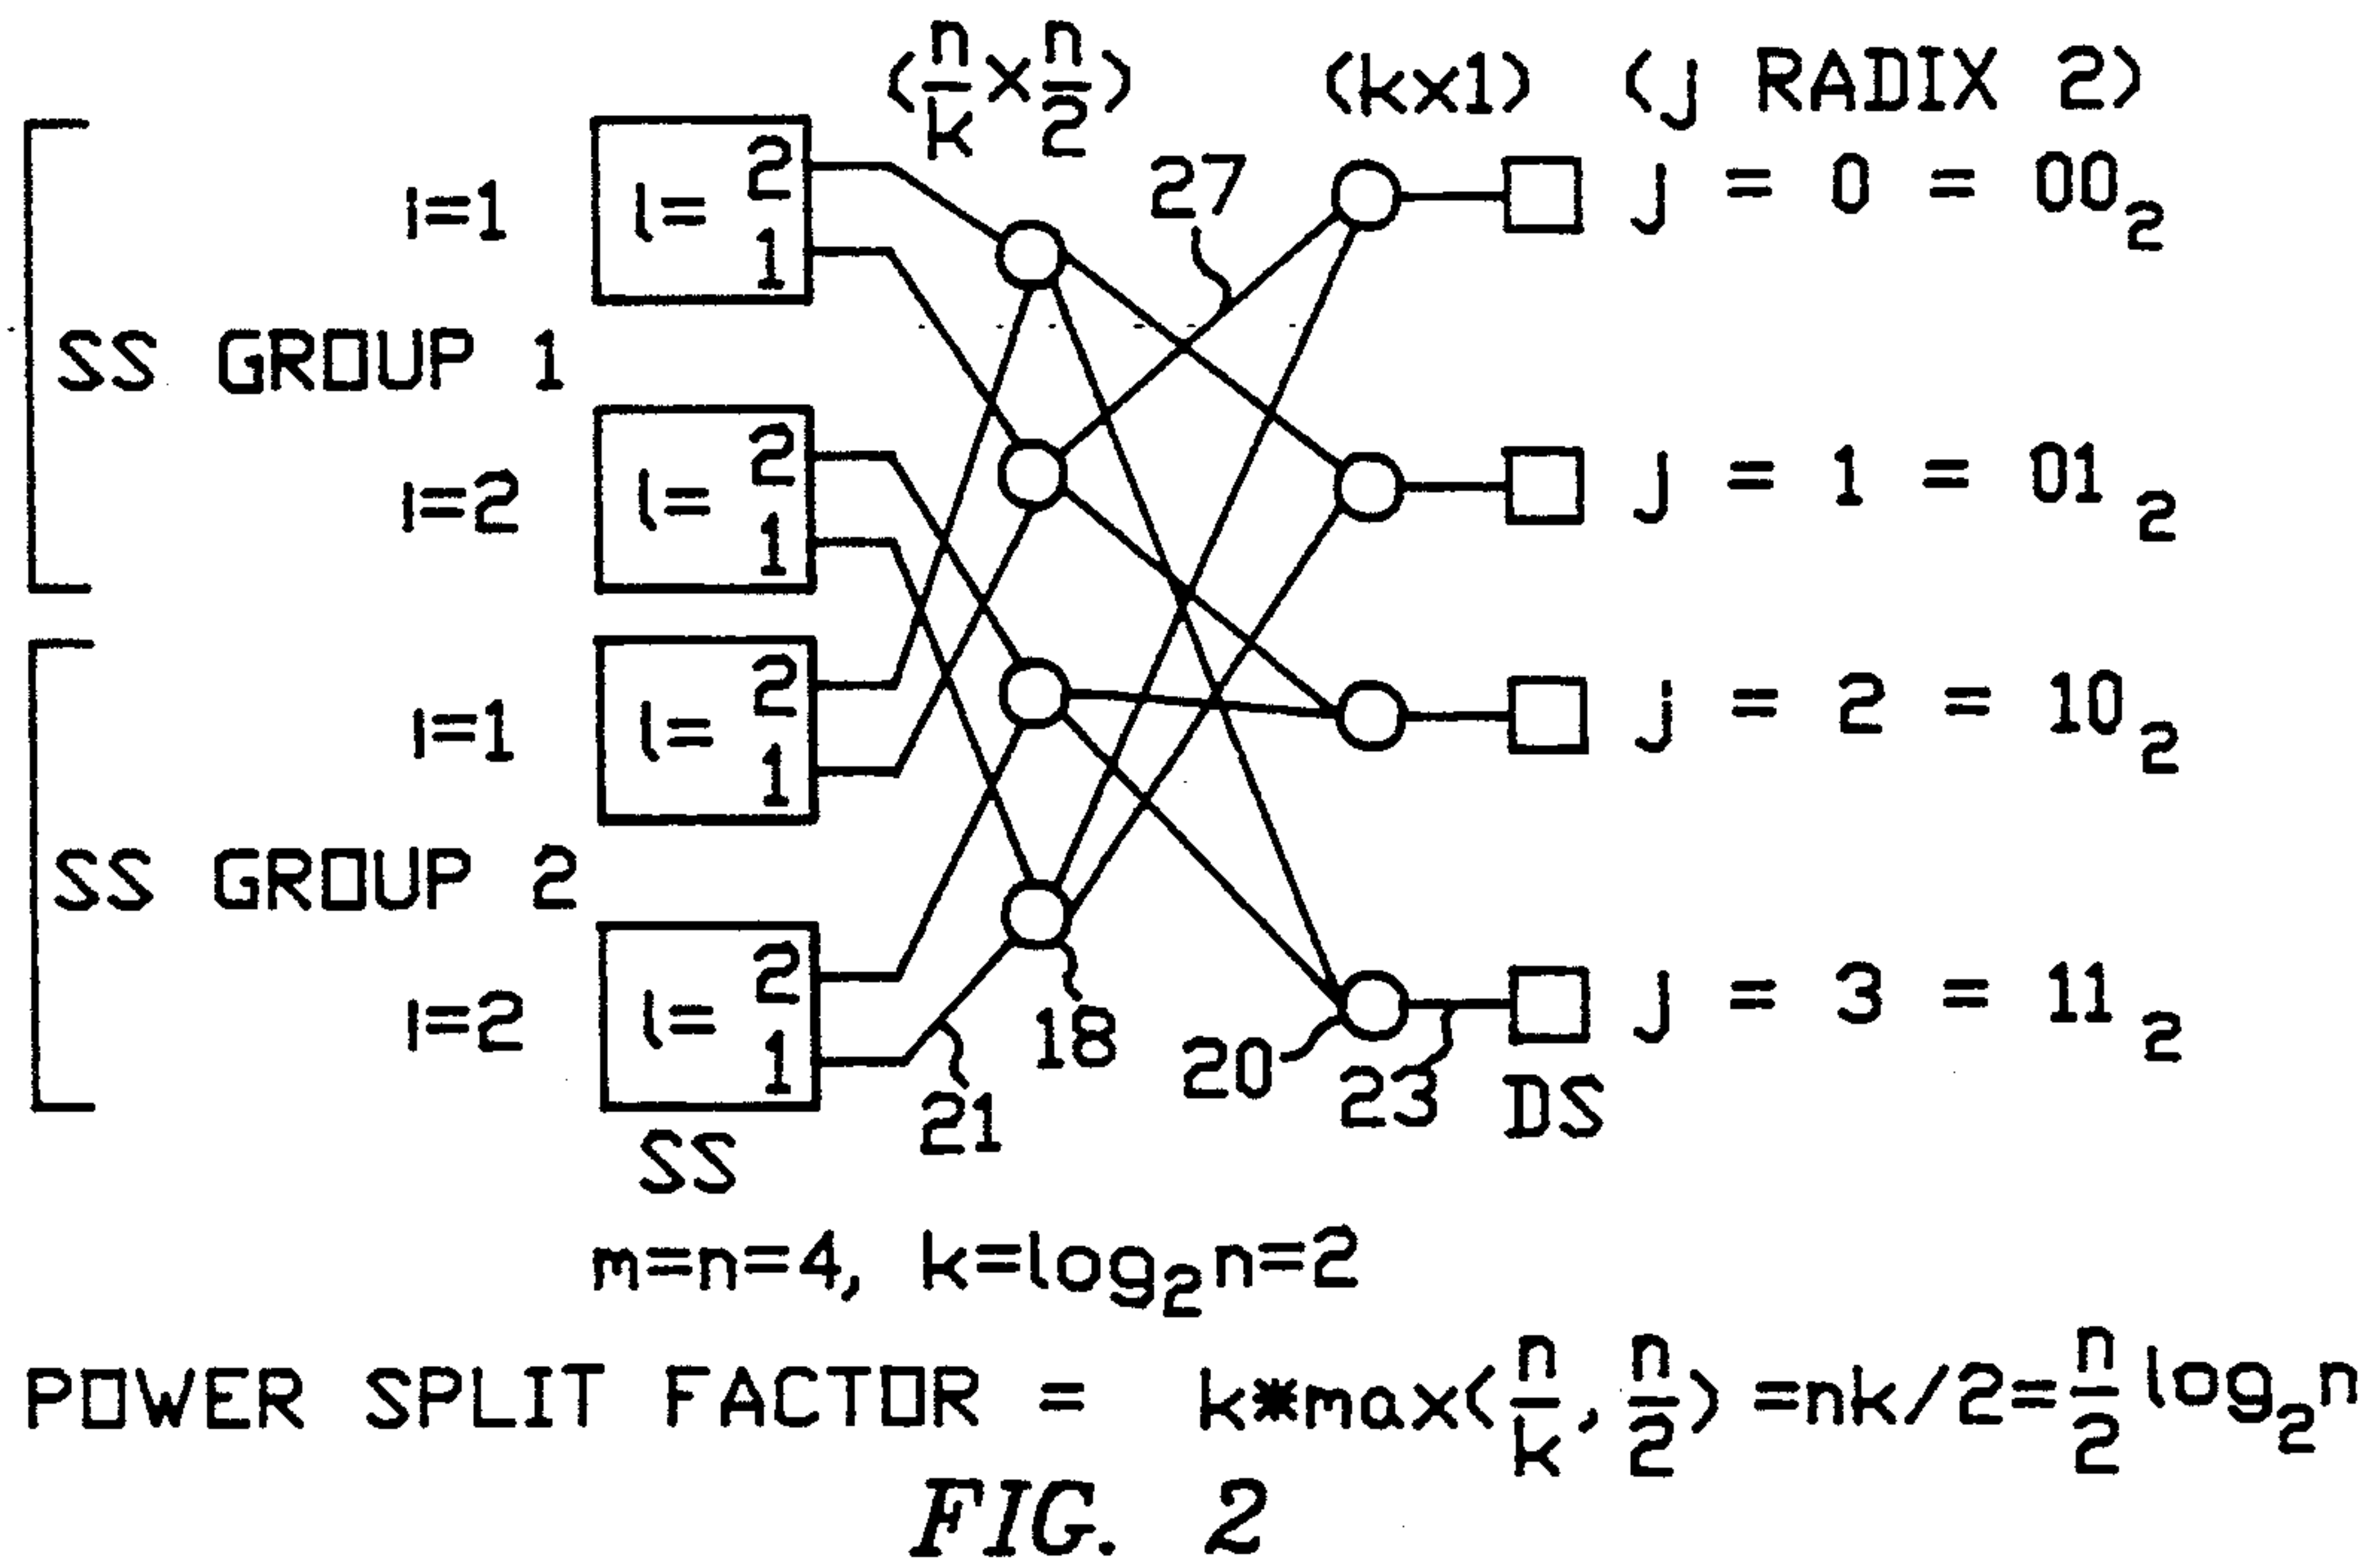 (n/k×n/2) (k×1) (j RADIX 2)
i=1 l= 2 1
27
j = 0 = 00₂
SS GROUP 1
i=2 l= 2 1
j = 1 = 01₂
i=1 l= 2 1
j = 2 = 10₂
SS GROUP 2
i=2 l= 2 1
j = 3 = 11₂
18
20
23
DS
21
SS
m=n=4, k=log₂n=2
POWER SPLIT FACTOR = k*max(n/k,n/2)=nk/2=n/2log₂n
FIG. 2